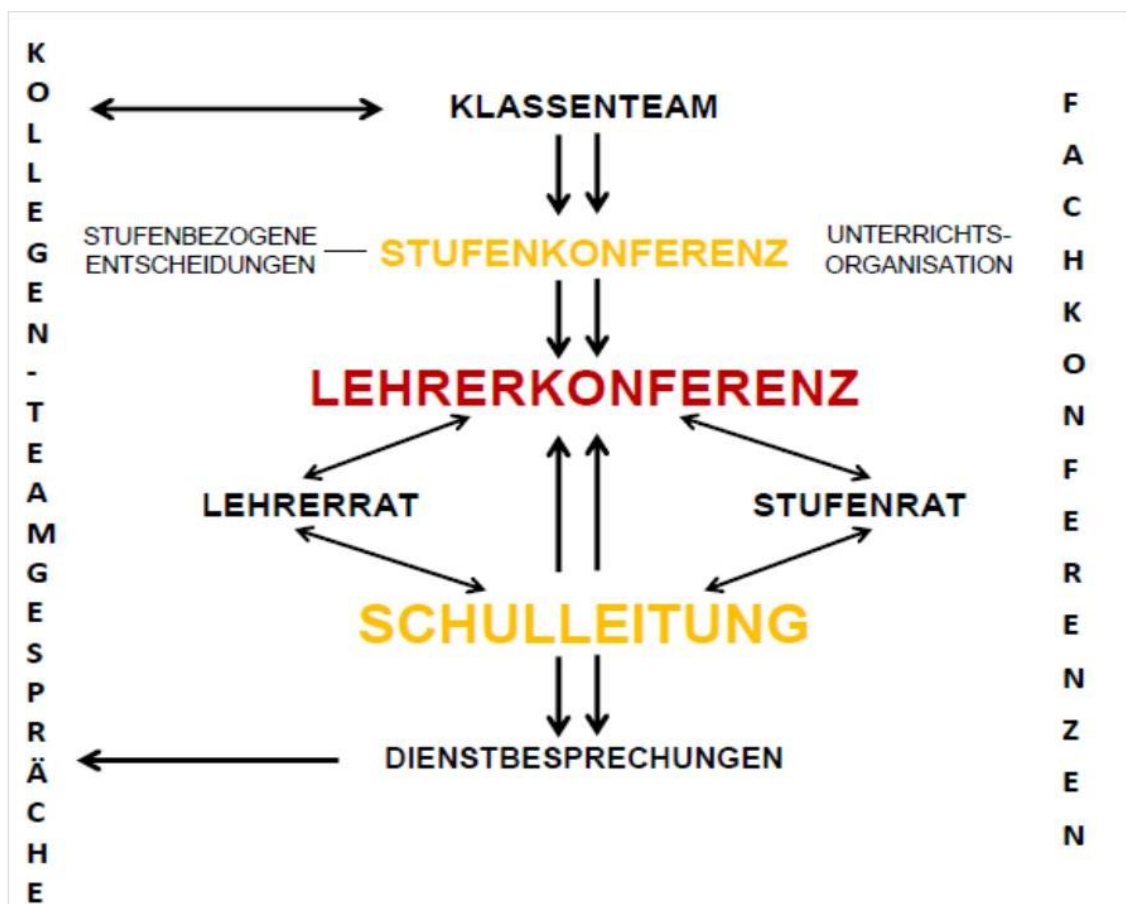 KOLLEGEN-TEAMGESPRÄCHE
KLASSENTEAM
STUFENBEZOGENE
ENTSCHEIDUNGEN
STUFENKONFERENZ
UNTERRICHTS-
ORGANISATION
LEHRERKONFERENZ
LEHRERRAT
STUFENRAT
SCHULLEITUNG
DIENSTBESPRECHUNGEN
FACHKONFERENZEN